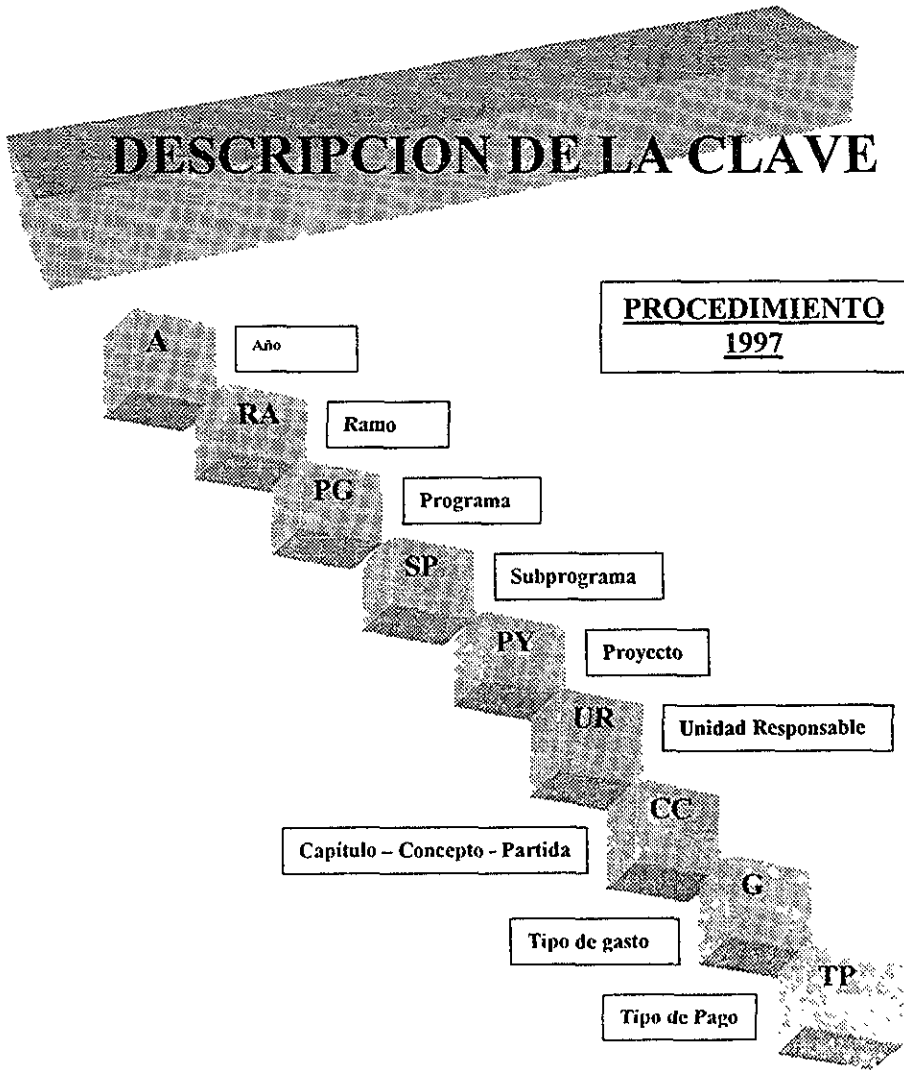 DESCRIPCION DE LA CLAVE
PROCEDIMIENTO
1997
A
Año
RA
Ramo
PG
Programa
SP
Subprograma
PY
Proyecto
UR
Unidad Responsable
CC
Capítulo – Concepto - Partida
G
Tipo de gasto
TP
Tipo de Pago